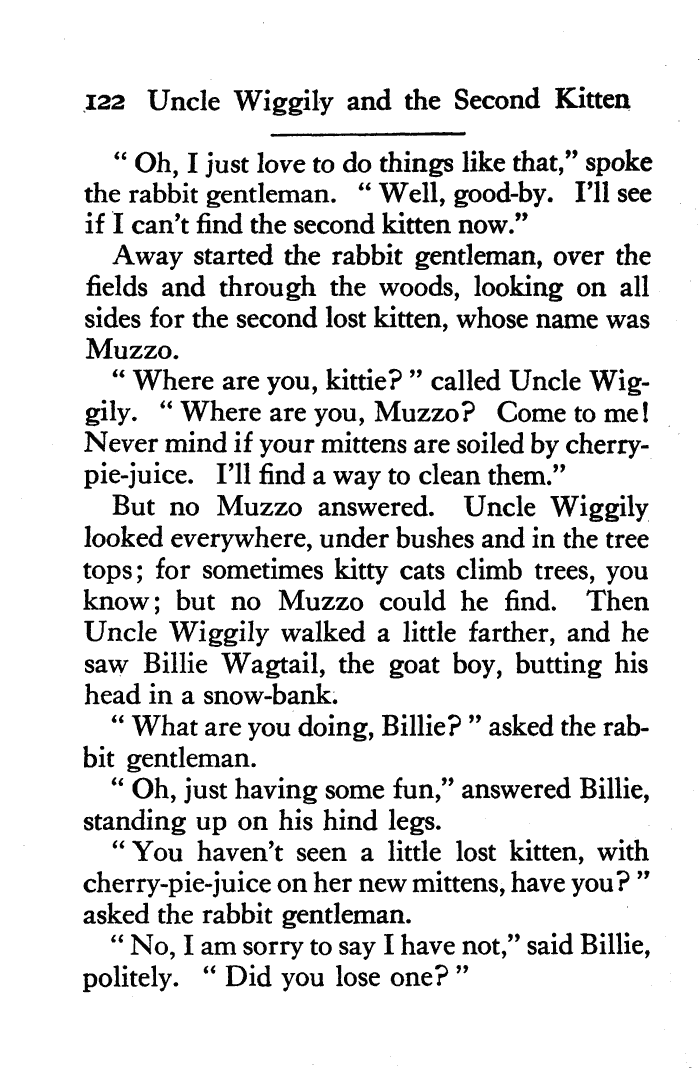 122 Uncle Wiggily and the Second Kitten
“ Oh, I just love to do things like that,” spoke
the rabbit gentleman. “ Well, good-by. I’ll see
if I can’t find the second kitten now.”
Away started the rabbit gentleman, over the
fields and through the woods, looking on all
sides for the second lost kitten, whose name was
Muzzo.
“ Where are you, kittie? ” called Uncle Wig-
gily. “ Where are you, Muzzo? Come to me!
Never mind if your mittens are soiled by cherry-
pie-juice. I’ll find a way to clean them.”
But no Muzzo answered. Uncle Wiggily
looked everywhere, under bushes and in the tree
tops; for sometimes kitty cats climb trees, you
know; but no Muzzo could he find. Then
Uncle Wiggily walked a little farther, and he
saw Billie Wagtail, the goat boy, butting his
head in a snow-bank.
“ What are you doing, Billie? ” asked the rab-
bit gentleman.
“ Oh, just having some fun,” answered Billie,
standing up on his hind legs.
“ You haven’t seen a little lost kitten, with
cherry-pie-juice on her new mittens, have you? ”
asked the rabbit gentleman.
“ No, I am sorry to say I have not,” said Billie,
politely. “ Did you lose one? ”